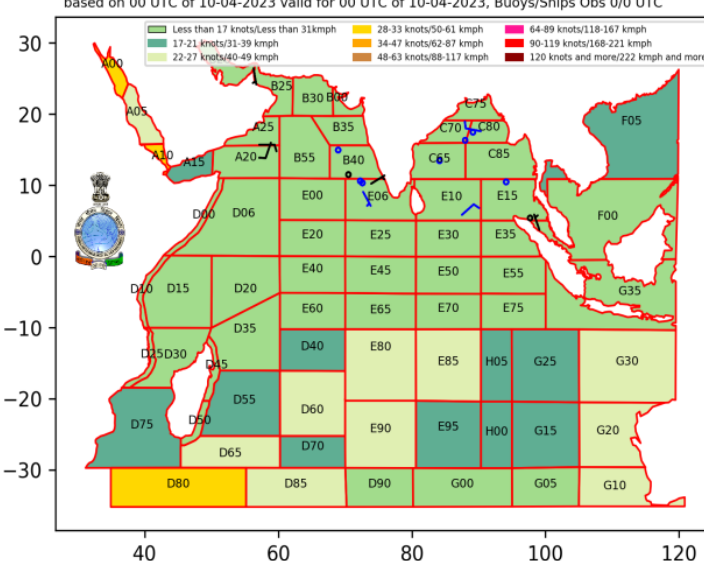 based on 00 UTC of 10-04-2023 valid for 00 UTC of 10-04-2023, Buoys/Ships Obs 0/0 UTC
Less than 17 knots/Less than 31kmph
17-21 knots/31-39 kmph
22-27 knots/40-49 kmph
28-33 knots/50-61 kmph
34-47 knots/62-87 kmph
48-63 knots/88-117 kmph
64-89 knots/118-167 kmph
90-119 knots/168-221 kmph
120 knots and more/222 kmph and more
30
20
10
0
−10
−20
−30
A00
A05
A10
A15
A20
A25
B25
B30
B00
B35
B55
B40
C75
C70
C80
C65
C85
F05
D00
D06
E00
E06
E10
E15
F00
E20
E25
E30
E35
D10
D15
D20
E40
E45
E50
E55
G35
D35
E60
E65
E70
E75
D25
D30
D45
D40
E80
E85
H05
G25
G30
D75
D50
D55
D60
E90
E95
H00
G15
G20
D65
D70
D80
D85
D90
G00
G05
G10
40
60
80
100
120